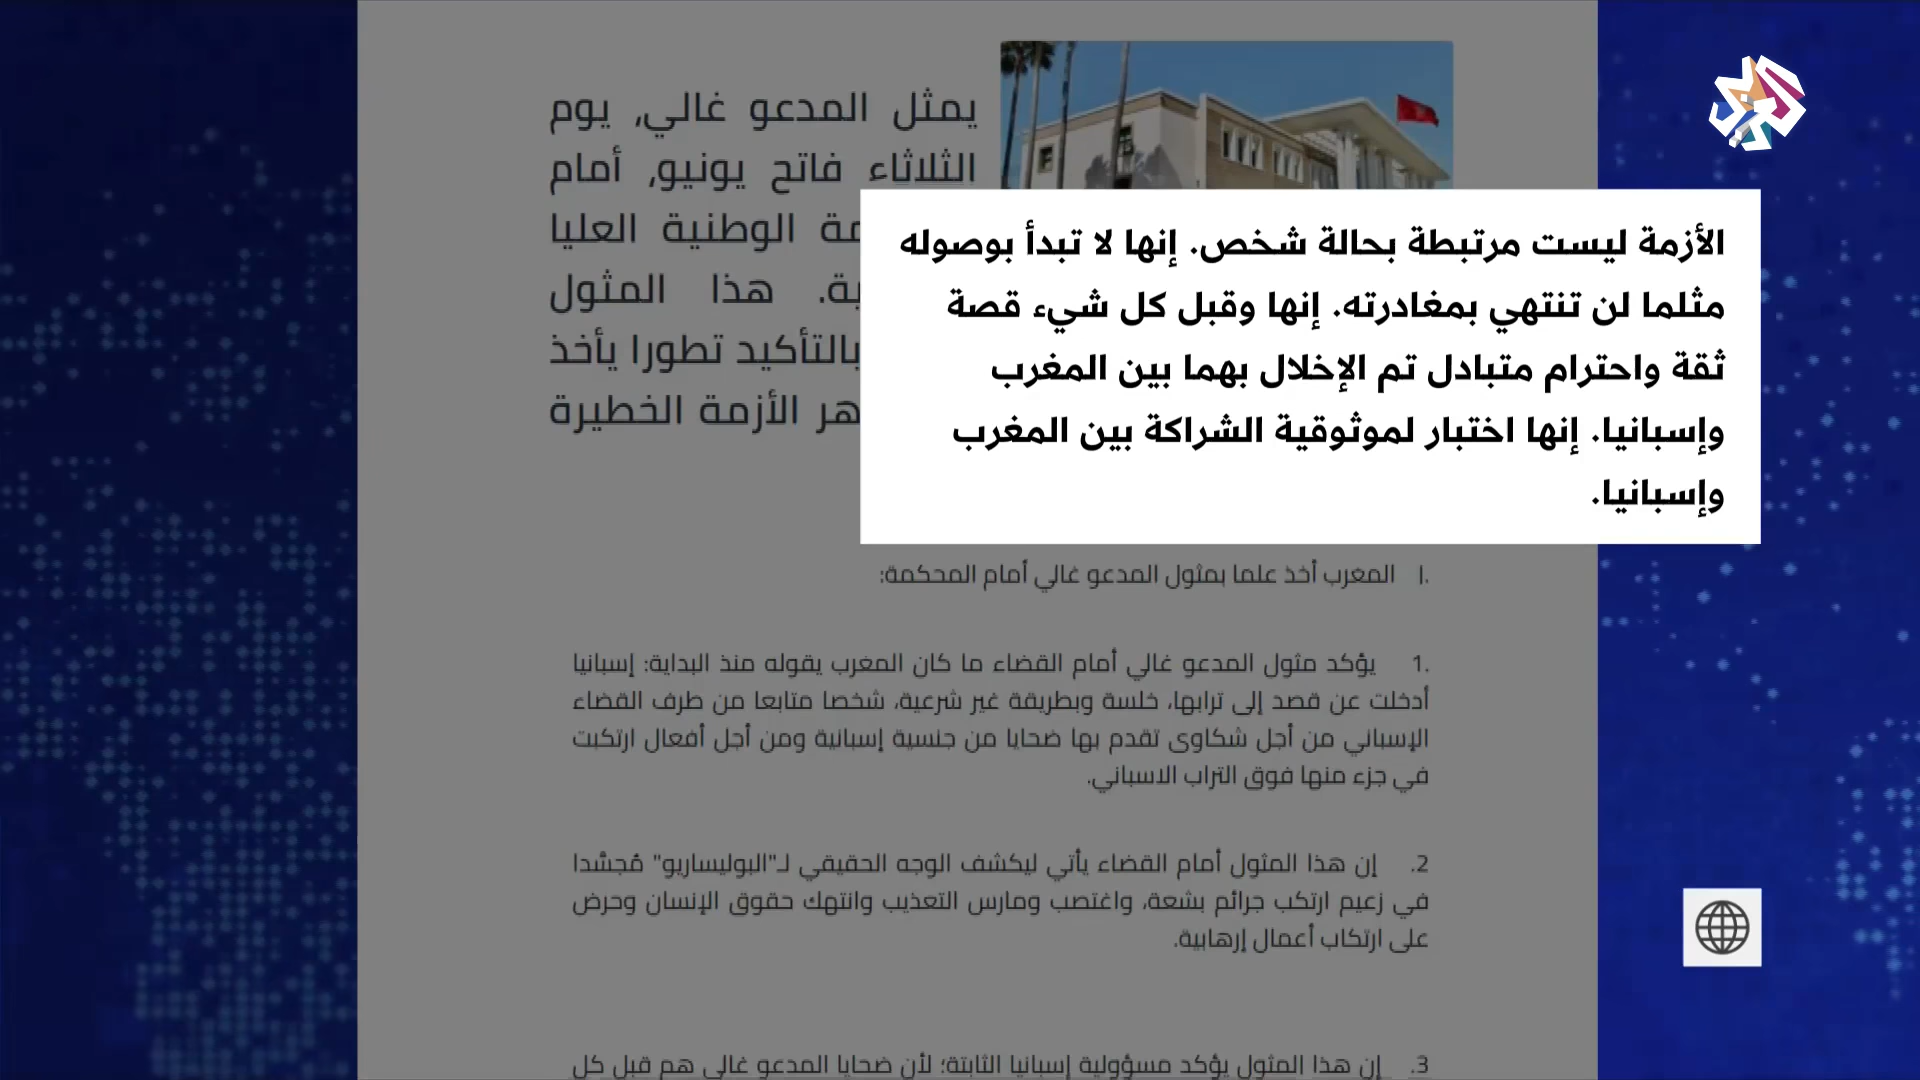 يمثل المدعو غالي، يوم
الثلاثاء فاتح يونيو، أمام
الوطنية العليا
هذا المثول
بالتأكيد تطورا يأخذ
الأزمة الخطيرة
الأزمة ليست مرتبطة بحالة شخص. إنها لا تبدأ بوصوله
مثلما لن تنتهي بمغادرته. إنها وقبل كل شيء قصة
ثقة واحترام متبادل تم الإخلال بهما بين المغرب
وإسبانيا. إنها اختبار لموثوقية الشراكة بين المغرب
وإسبانيا.
I. المغرب أخذ علما بمثول المدعو غالي أمام المحكمة:
1. يؤكد مثول المدعو غالي أمام القضاء ما كان المغرب يقوله منذ البداية: إسبانيا
أدخلت عن قصد إلى ترابها، خلسة وبطريقة غير شرعية، شخصا متابعا من طرف القضاء
الإسباني من أجل شكاوى تقدم بها ضحايا من جنسية إسبانية ومن أجل أفعال ارتكبت
في جزء منها فوق التراب الاسباني.
2. إن هذا المثول أمام القضاء يأتي ليكشف الوجه الحقيقي لـ"البوليساريو" مُجسَّدا
في زعيم ارتكب جرائم بشعة، واغتصب ومارس التعذيب وانتهك حقوق الإنسان وحرض
على ارتكاب أعمال إرهابية.
3. إن هذا المثول يؤكد مسؤولية إسبانيا الثابتة؛ لأن ضحايا المدعو غالي هم قبل كل